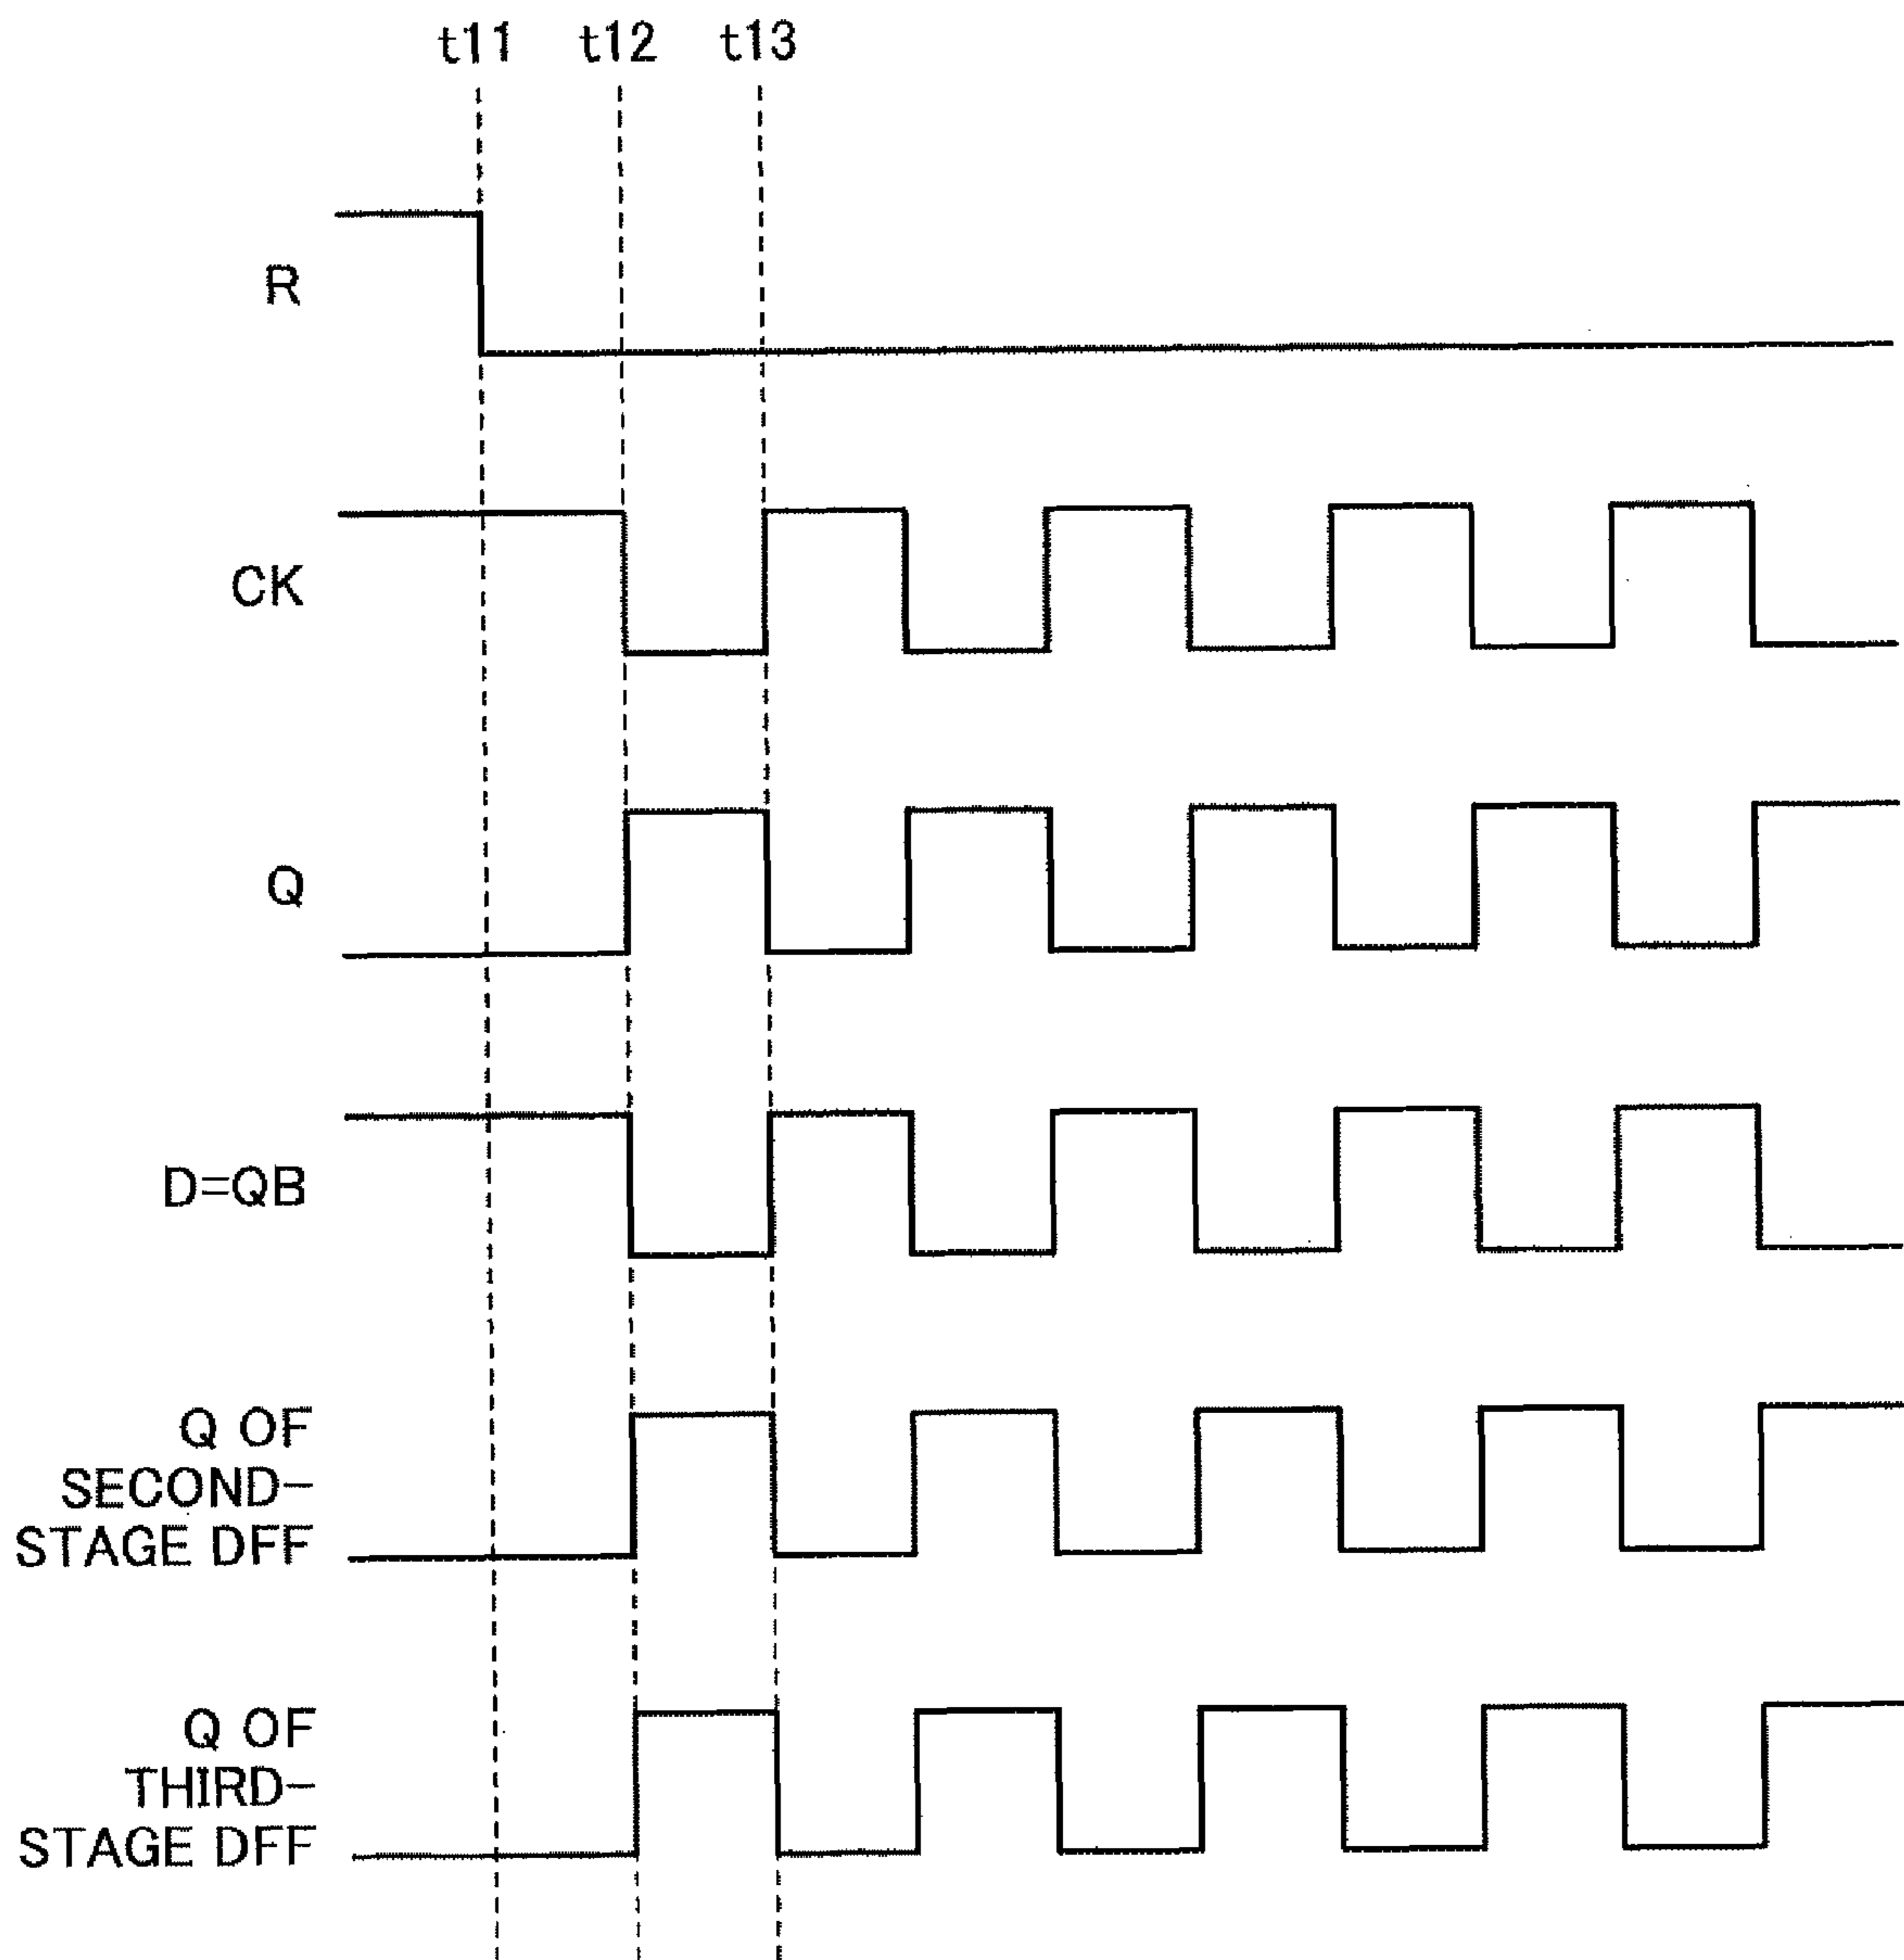 t11 t12 t13
R
CK
Q
D=QB
Q OF
SECOND-
STAGE DFF
Q OF
THIRD-
STAGE DFF